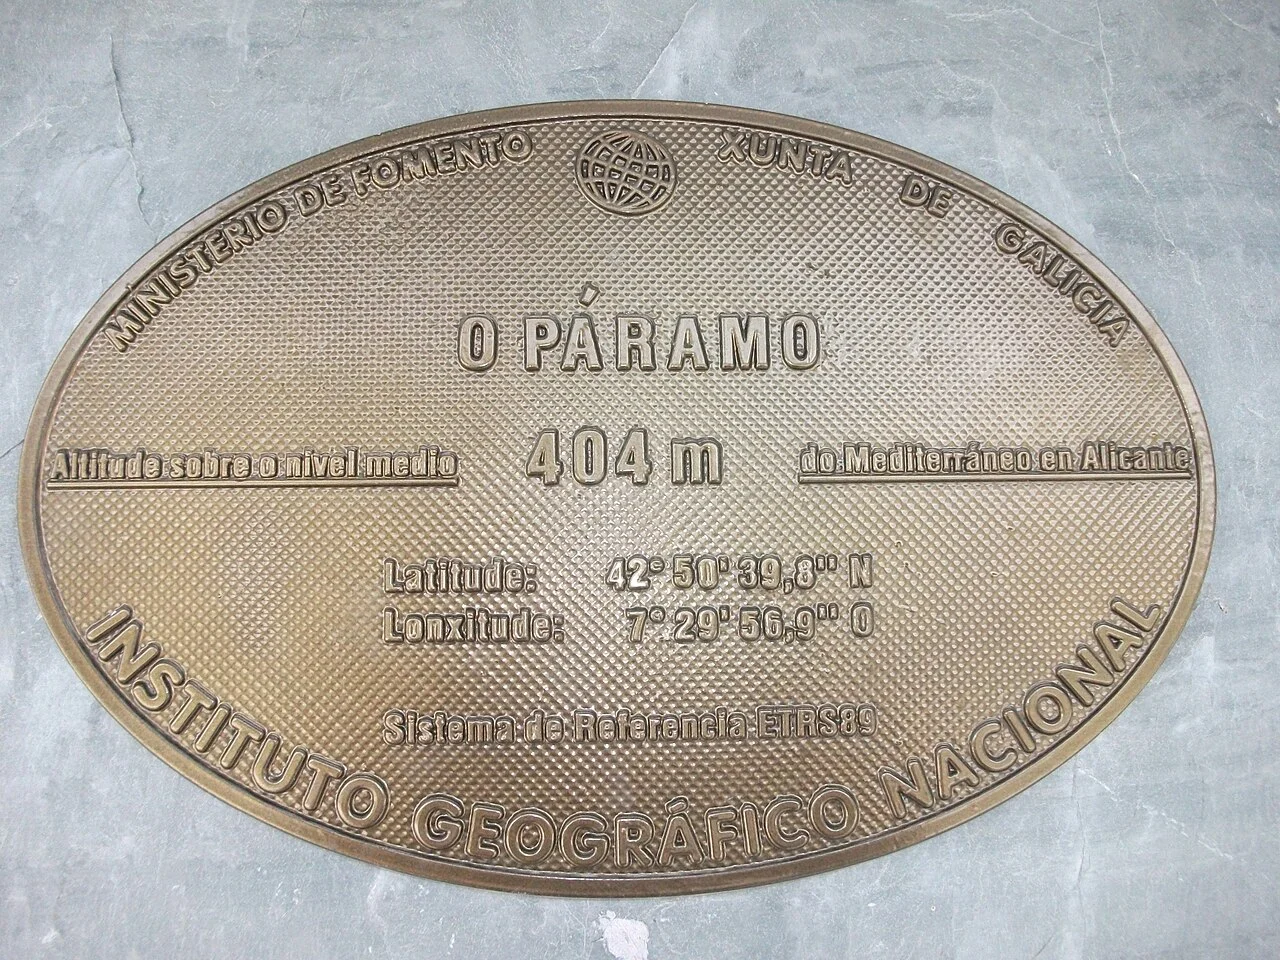 MINISTERIO DE FOMENTO
XUNTA DE GALICIA
O PÁRAMO
404 m
Altitude sobre o nivel medio
do Mediterráneo en Alicante
Latitude: 42° 50' 39,8'' N
Lonxitude: 7° 29' 56,9'' O
Sistema de Referencia ETRS89
INSTITUTO GEOGRÁFICO NACIONAL